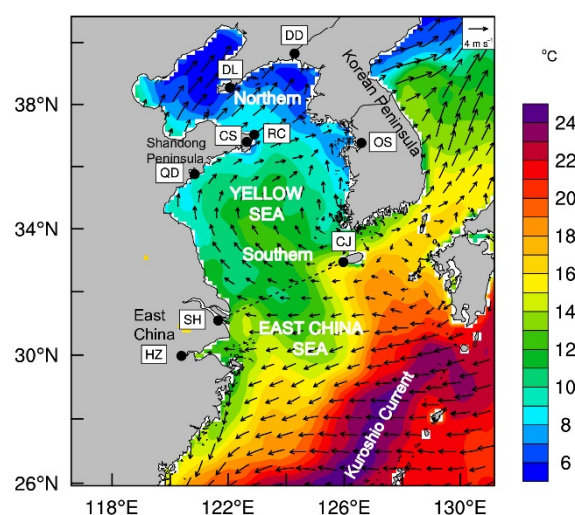 DD
4 m s⁻¹
°C
DL
Korean Peninsula
38°N
Northern
CS
RC
OS
Shandong
Peninsula
QD
YELLOW
SEA
34°N
Southern
CJ
East
China
SH
EAST CHINA
SEA
HZ
30°N
Kuroshio Current
26°N
118°E
122°E
126°E
130°E
24
22
20
18
16
14
12
10
8
6